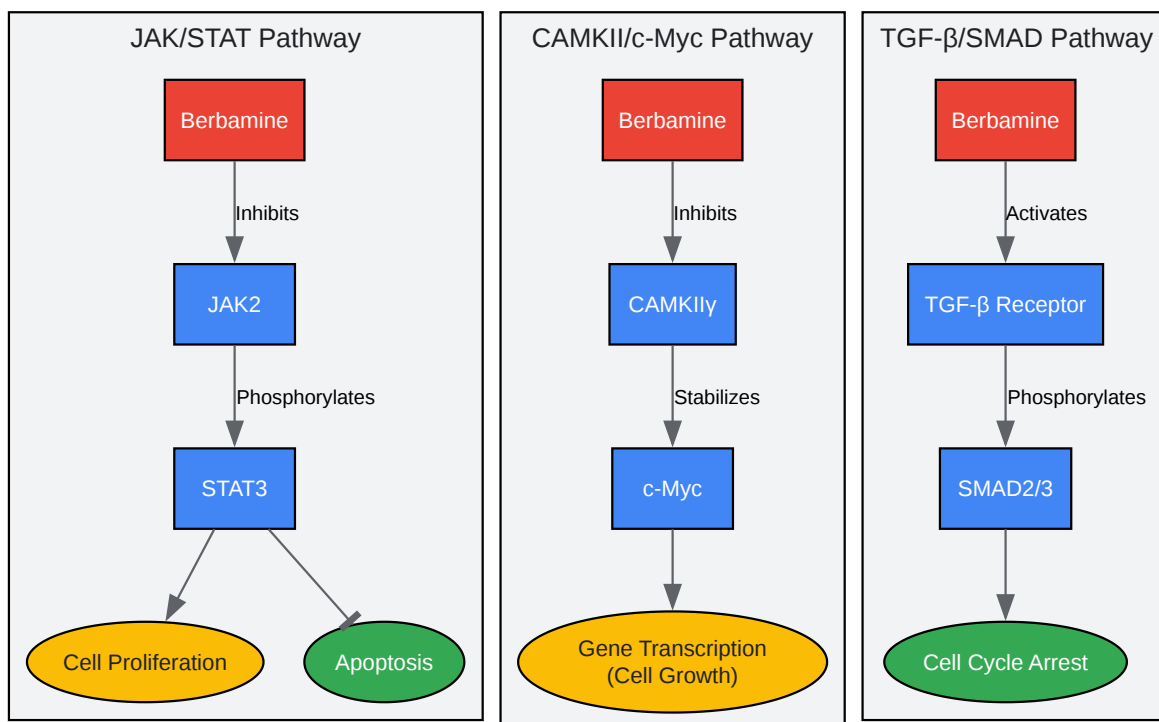 JAK/STAT Pathway
Berbamine
Inhibits
JAK2
Phosphorylates
STAT3
Cell Proliferation
Apoptosis
CAMKII/c-Myc Pathway
Berbamine
Inhibits
CAMKIIγ
Stabilizes
c-Myc
Gene Transcription
(Cell Growth)
TGF-β/SMAD Pathway
Berbamine
Activates
TGF-β Receptor
Phosphorylates
SMAD2/3
Cell Cycle Arrest